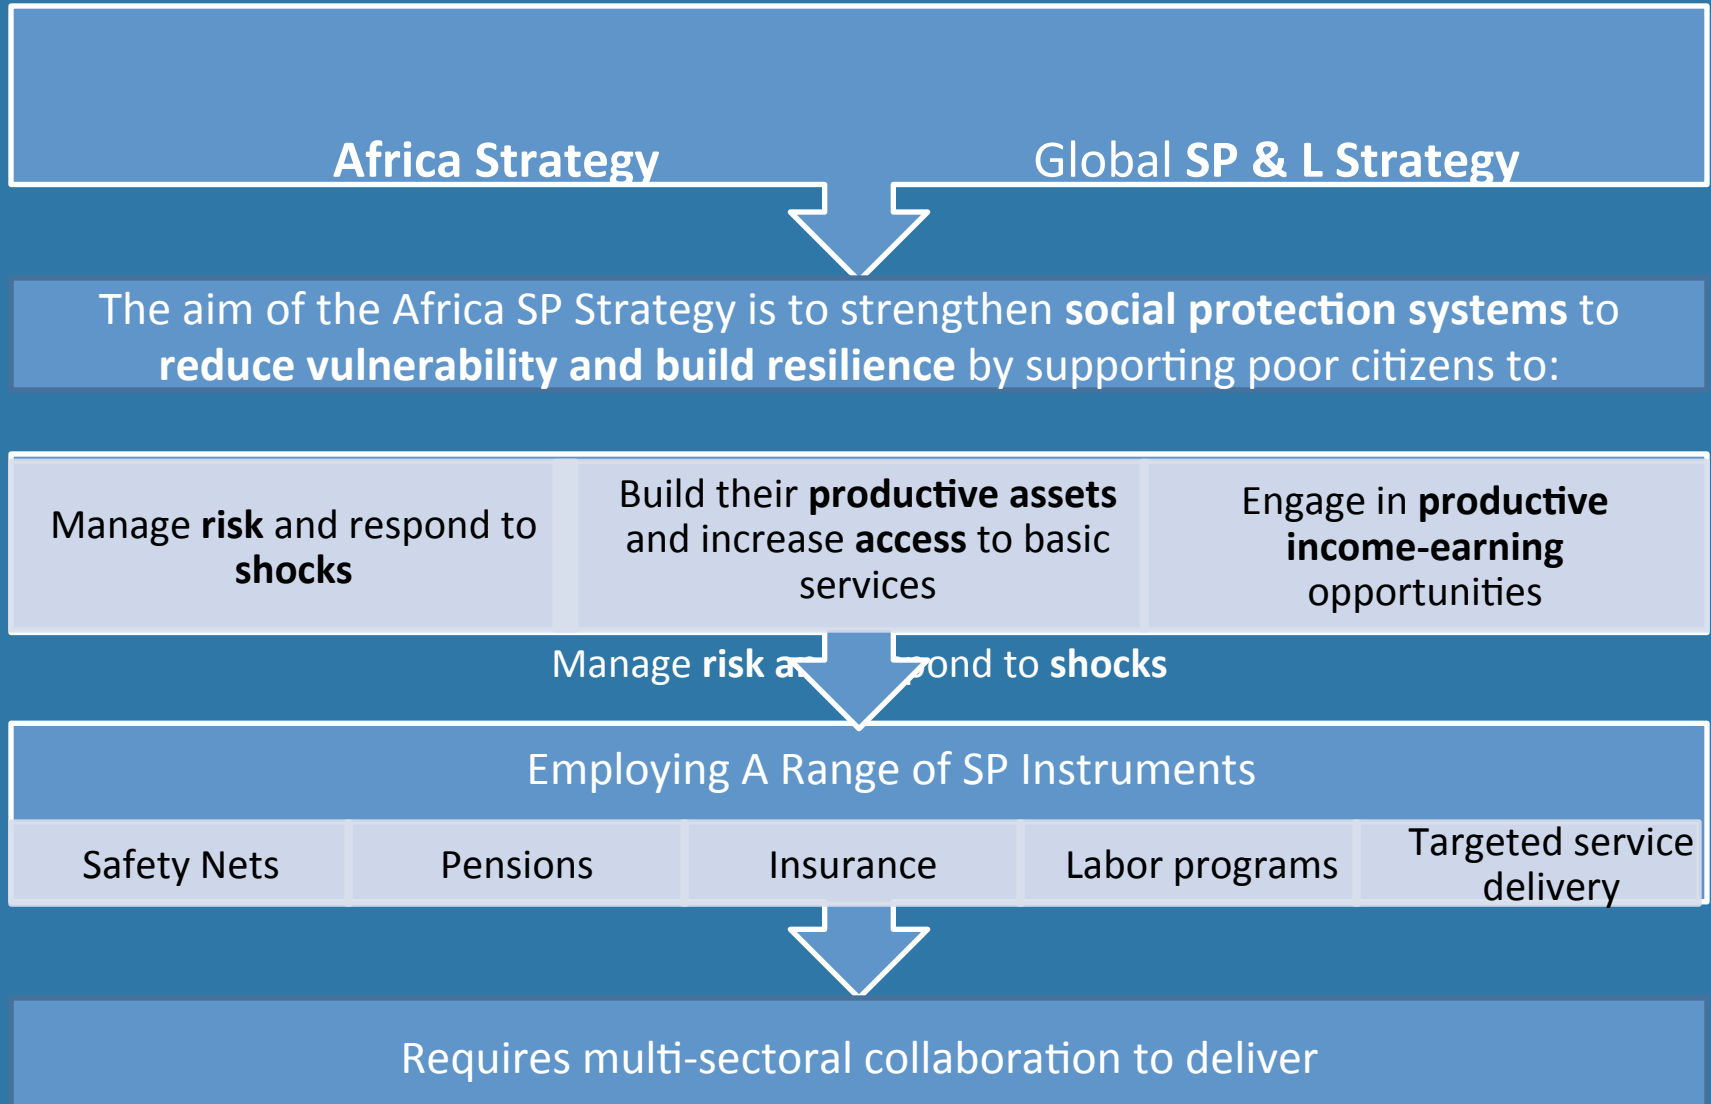 Africa Strategy
Global SP & L Strategy
The aim of the Africa SP Strategy is to strengthen social protection systems to
reduce vulnerability and build resilience by supporting poor citizens to:
Manage risk and respond to
shocks
Build their productive assets
and increase access to basic
services
Engage in productive
income-earning
opportunities
Manage risk to shocks
Employing A Range of SP Instruments
Safety Nets
Pensions
Insurance
Labor programs
Targeted service
delivery
Requires multi-sectoral collaboration to deliver